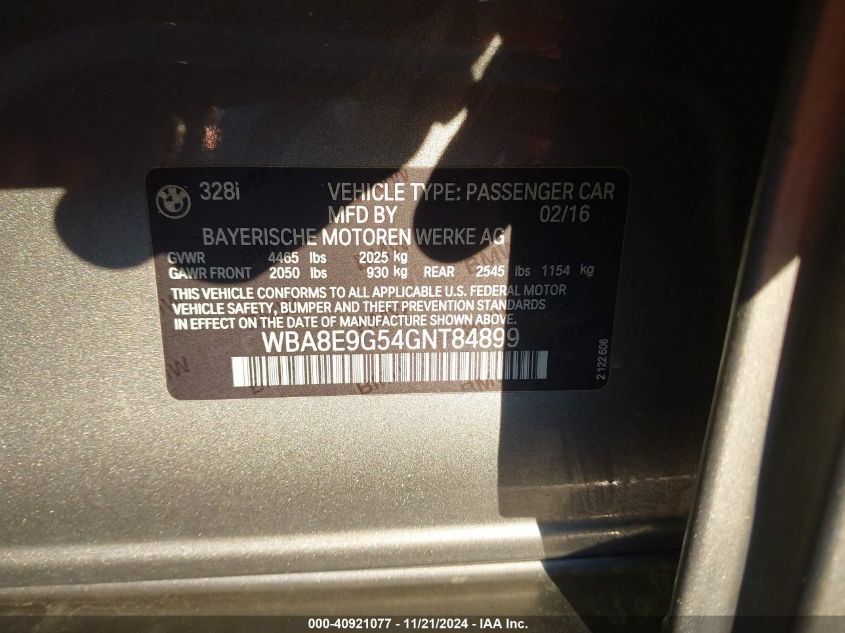 328i VEHICLE TYPE: PASSENGER CAR
MFD BY 02/16
BAYERISCHE MOTOREN WERKE AG
GVWR 4465 lbs 2025 kg
GAWR FRONT 2050 lbs 930 kg REAR 2545 lbs 1154 kg
THIS VEHICLE CONFORMS TO ALL APPLICABLE U.S. FEDERAL MOTOR
VEHICLE SAFETY, BUMPER AND THEFT PREVENTION STANDARDS
IN EFFECT ON THE DATE OF MANUFACTURE SHOWN ABOVE.
WBA8E9G54GNT84899
2 122 606
000-40921077 - 11/21/2024 - IAA Inc.